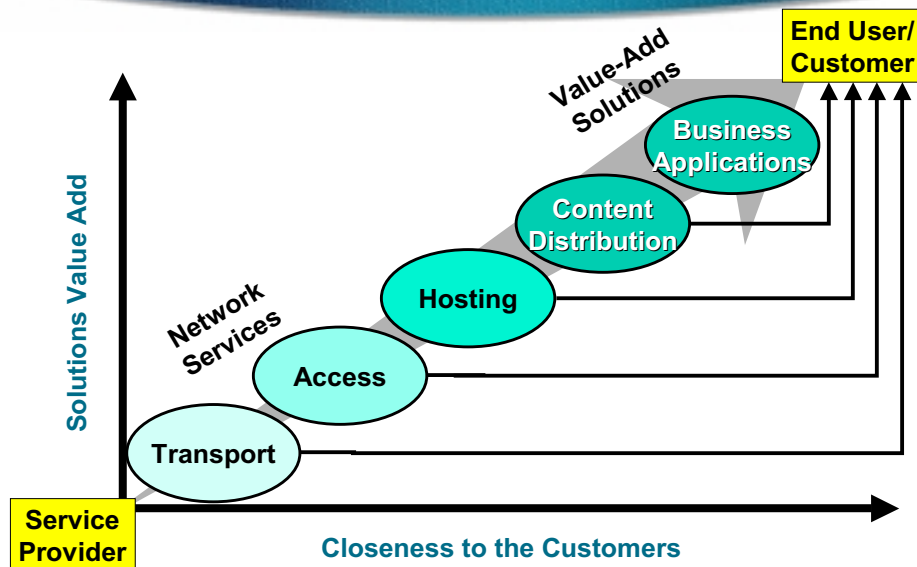 End User/
Customer
Value-Add
Solutions
Business
Applications
Content
Distribution
Hosting
Network
Services
Access
Transport
Solutions Value Add
Service
Provider
Closeness to the Customers